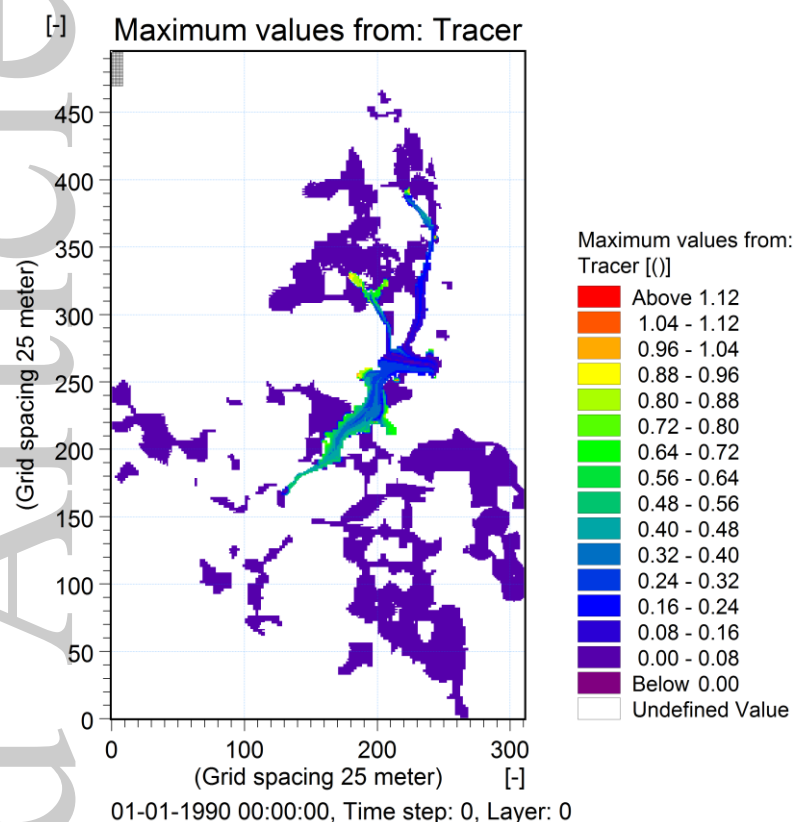 [-] Maximum values from: Tracer
450
400
350
300
250
200
150
100
50
0
(Grid spacing 25 meter)
0 100 200 300
(Grid spacing 25 meter) [-]
01-01-1990 00:00:00, Time step: 0, Layer: 0
Maximum values from:
Tracer [()]
Above 1.12
1.04 - 1.12
0.96 - 1.04
0.88 - 0.96
0.80 - 0.88
0.72 - 0.80
0.64 - 0.72
0.56 - 0.64
0.48 - 0.56
0.40 - 0.48
0.32 - 0.40
0.24 - 0.32
0.16 - 0.24
0.08 - 0.16
0.00 - 0.08
Below 0.00
Undefined Value